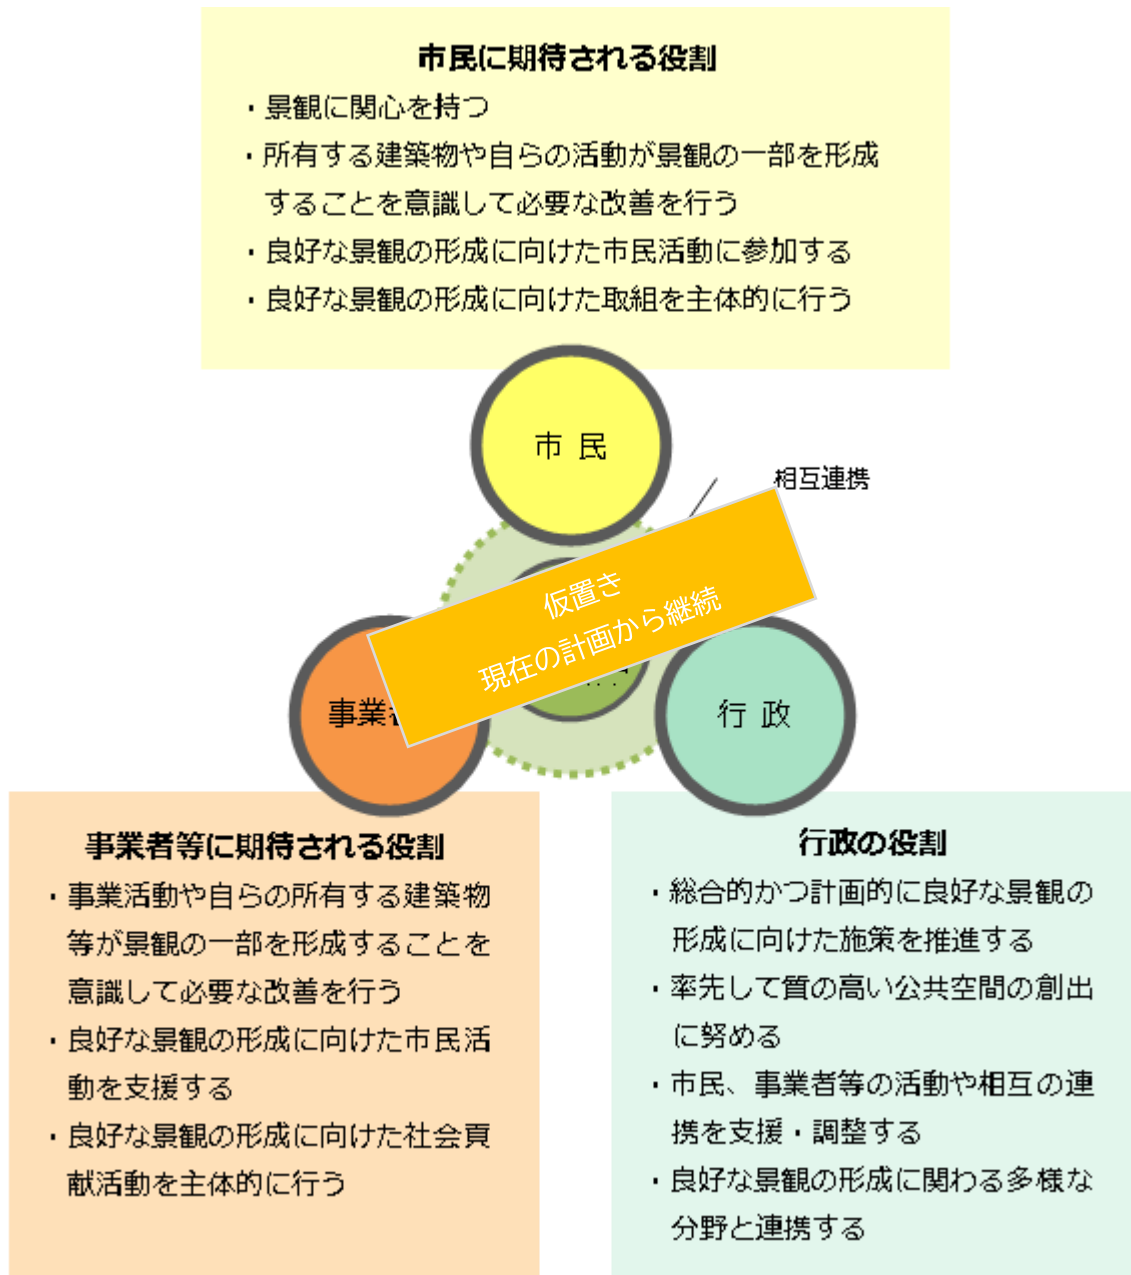 市民に期待される役割
・景観に関心を持つ
・所有する建築物や自らの活動が景観の一部を形成
することを意識して必要な改善を行う
・良好な景観の形成に向けた市民活動に参加する
・良好な景観の形成に向けた取組を主体的に行う
市 民
相互連携
仮置き
現在の計画から継続
事業
行 政
事業者等に期待される役割
・事業活動や自らの所有する建築物
等が景観の一部を形成することを
意識して必要な改善を行う
・良好な景観の形成に向けた市民活
動を支援する
・良好な景観の形成に向けた社会貢
献活動を主体的に行う
行政の役割
・総合的かつ計画的に良好な景観の
形成に向けた施策を推進する
・率先して質の高い公共空間の創出
に努める
・市民、事業者等の活動や相互の連
携を支援・調整する
・良好な景観の形成に関わる多様な
分野と連携する